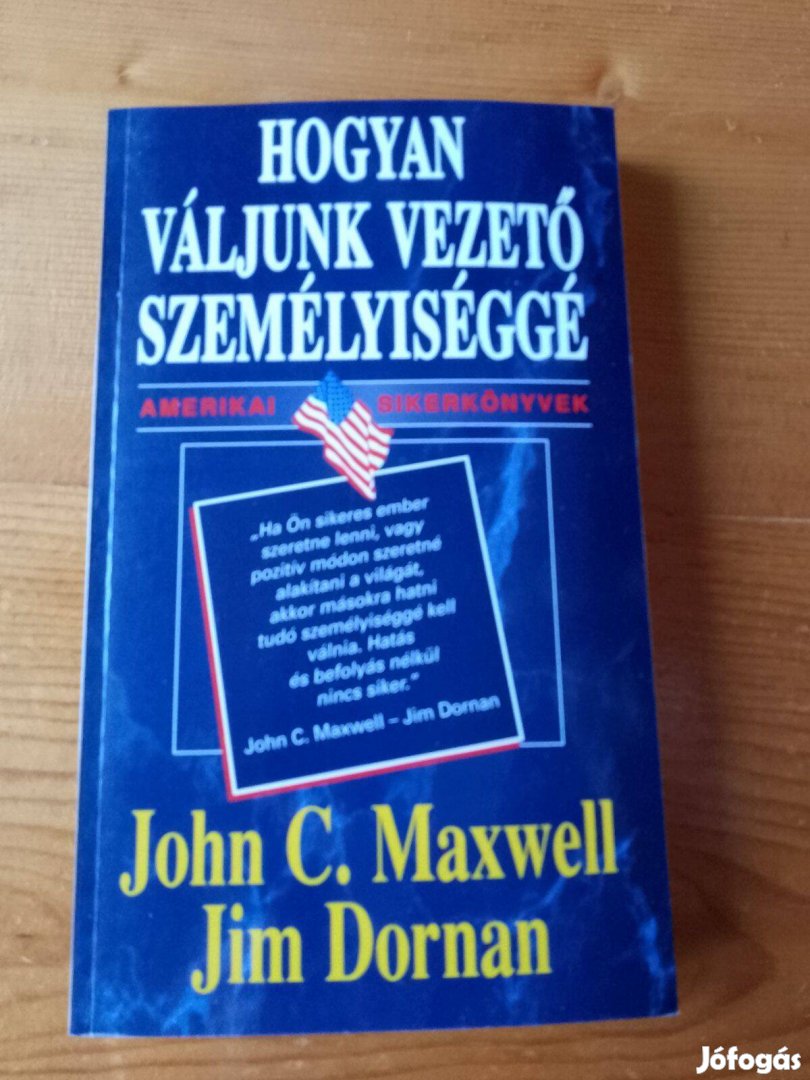 HOGYAN
VÁLJUNK VEZETŐ
SZEMÉLYISÉGGÉ
AMERIKAI SIKERKÖNYVEK
„Ha Ön sikeres ember
szeretne lenni, vagy
pozitív módon szeretné
alakítani a világát,
akkor másokra hatni
tudó személyiséggé kell
válnia. Hatás
és befolyás nélkül
nincs siker."
John C. Maxwell – Jim Dornan
John C. Maxwell
Jim Dornan
Jófogás